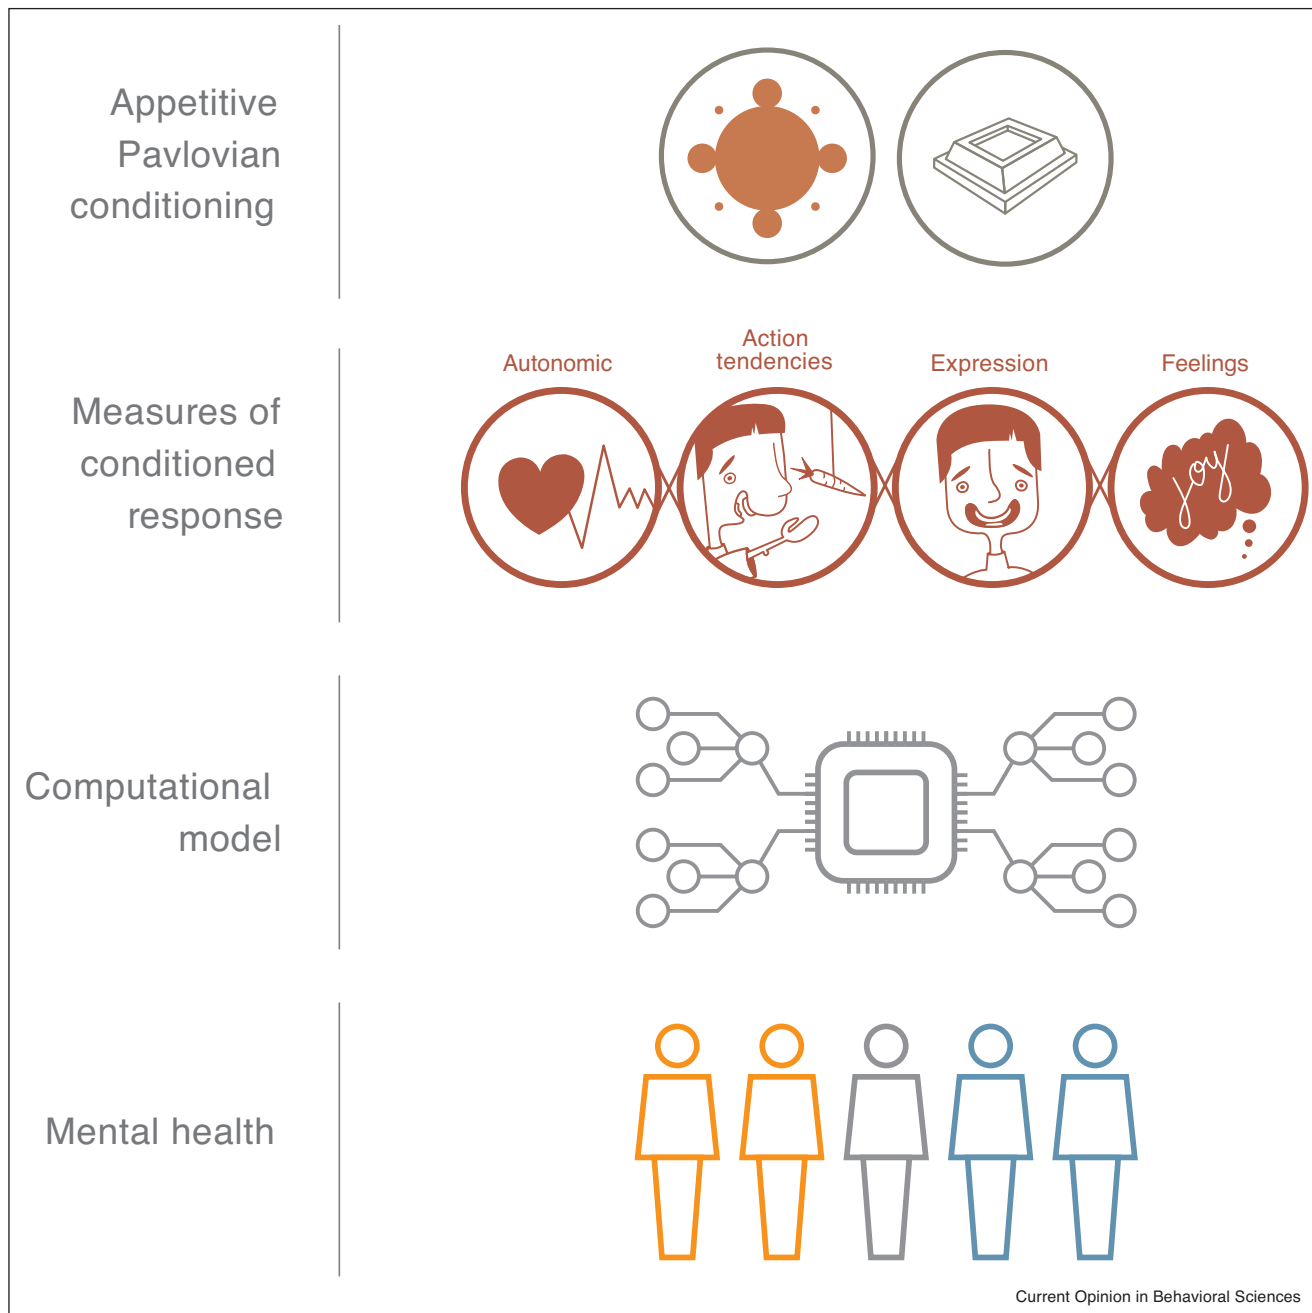 Appetitive
Pavlovian
conditioning
Measures of
conditioned
response
Autonomic
Action
tendencies
Expression
Feelings
joy
Computational
model
Mental health
Current Opinion in Behavioral Sciences